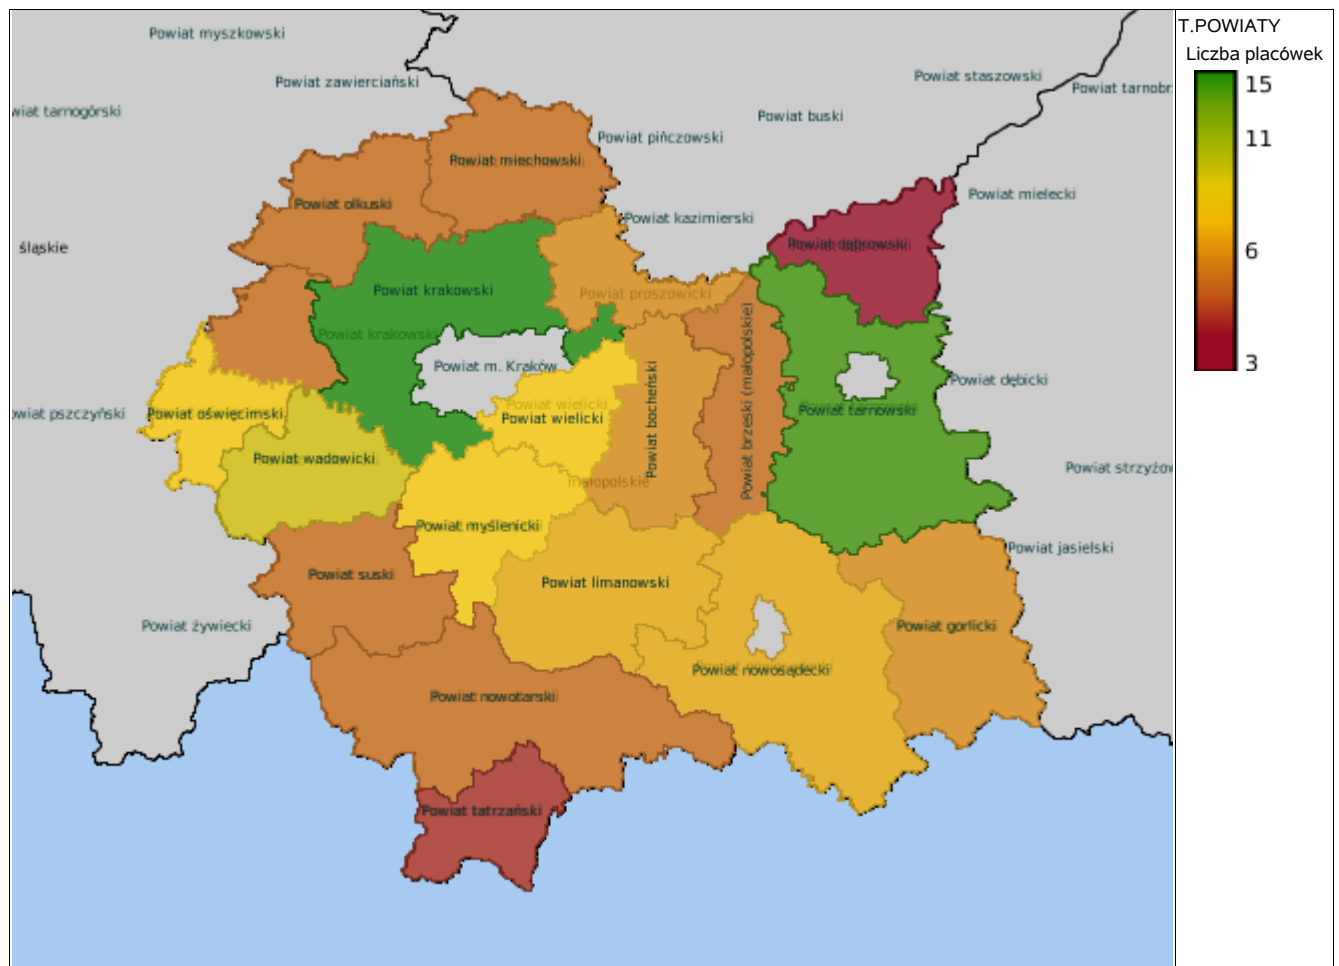 T.POWIATY
Liczba placówek
15
11
6
3
Powiat myszkowski
Powiat zawierciański
wiat tarnogórski
Powiat staszowski
Powiat tarnobr
Powiat buski
Powiat pińczowski
Powiat miechowski
Powiat mielecki
Powiat olkuski
Powiat kazimierski
Powiat dąbrowski
śląskie
Powiat krakowski
Powiat proszowicki
Powiat krakowski
Powiat m. Kraków
Powiat brzeski (małopolskie)
Powiat dębicki
Powiat wielicki
Powiat tarnowski
owiat pszczyński
Powiat oświęcimski
Powiat wielicki
Powiat bocheński
Powiat wadowicki
Powiat strzyżow
małopolskie
Powiat myślenicki
Powiat jasielski
Powiat suski
Powiat limanowski
Powiat żywiecki
Powiat gorlicki
Powiat nowosądecki
Powiat nowotarski
Powiat tatrzański